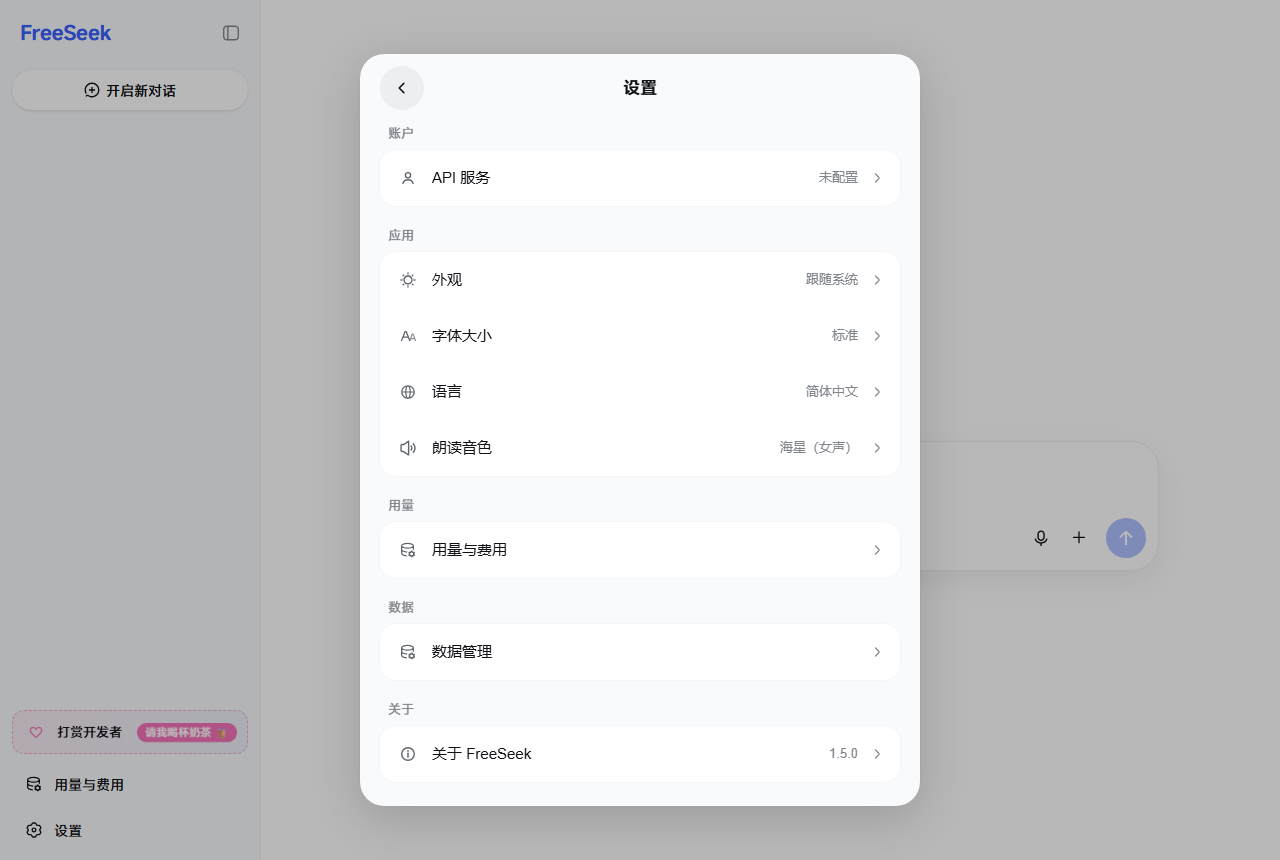 FreeSeek
开启新对话
打赏开发者 请我喝杯奶茶
用量与费用
设置
设置
账户
API 服务 未配置
应用
外观 跟随系统
字体大小 标准
语言 简体中文
朗读音色 海星（女声）
用量
用量与费用
数据
数据管理
关于
关于 FreeSeek 1.5.0